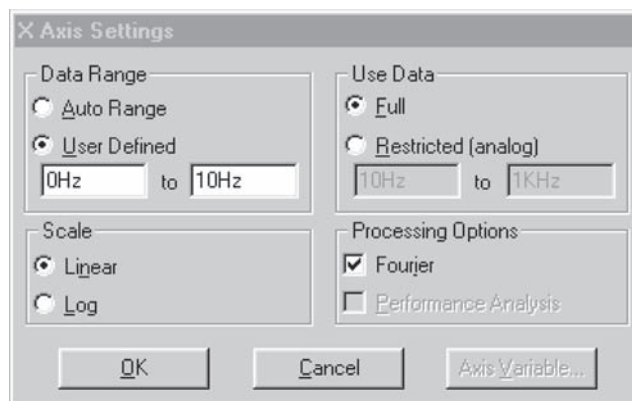 X Axis Settings
Data Range
Auto Range
User Defined
0Hz to 10Hz
Use Data
Full
Restricted (analog)
10Hz to 1KHz
Scale
Linear
Log
Processing Options
Fourier
Performance Analysis
OK Cancel Axis Variable...